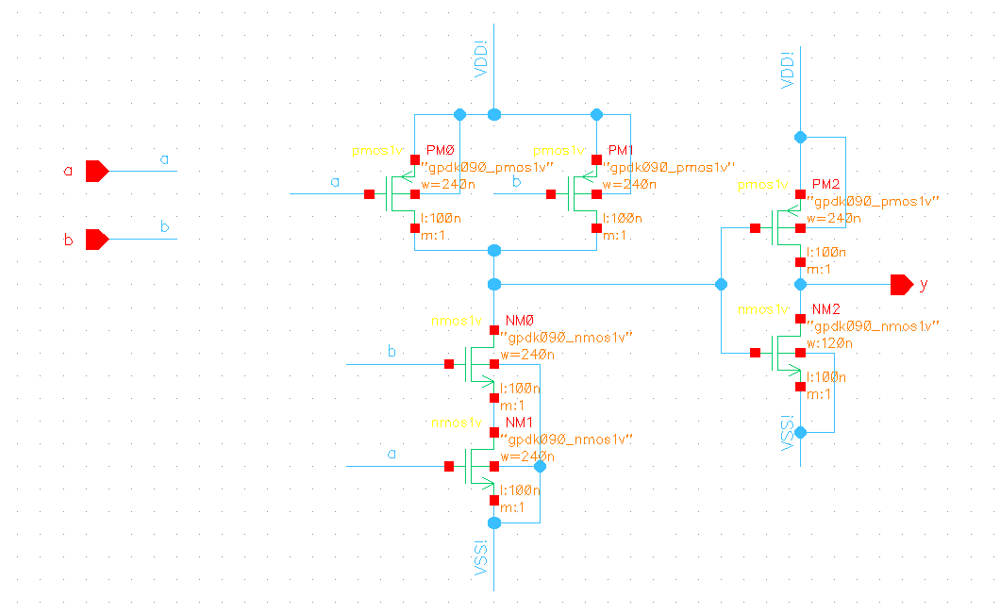 VDD!
VDD!
a
a
b
b
pmos1v
PM0
"gpdk090_pmos1v"
w=240n
a
l:100n
m:1
pmos1v
PM1
"gpdk090_pmos1v"
w=240n
b
l:100n
m:1
pmos1v
PM2
"gpdk090_pmos1v"
w=240n
l:100n
m:1
y
nmos1v
NM0
"gpdk090_nmos1v"
w=240n
b
l:100n
m:1
nmos1v
NM2
"gpdk090_nmos1v"
w:120n
l:100n
m:1
nmos1v
NM1
"gpdk090_nmos1v"
w=240n
a
l:100n
m:1
VSS!
VSS!